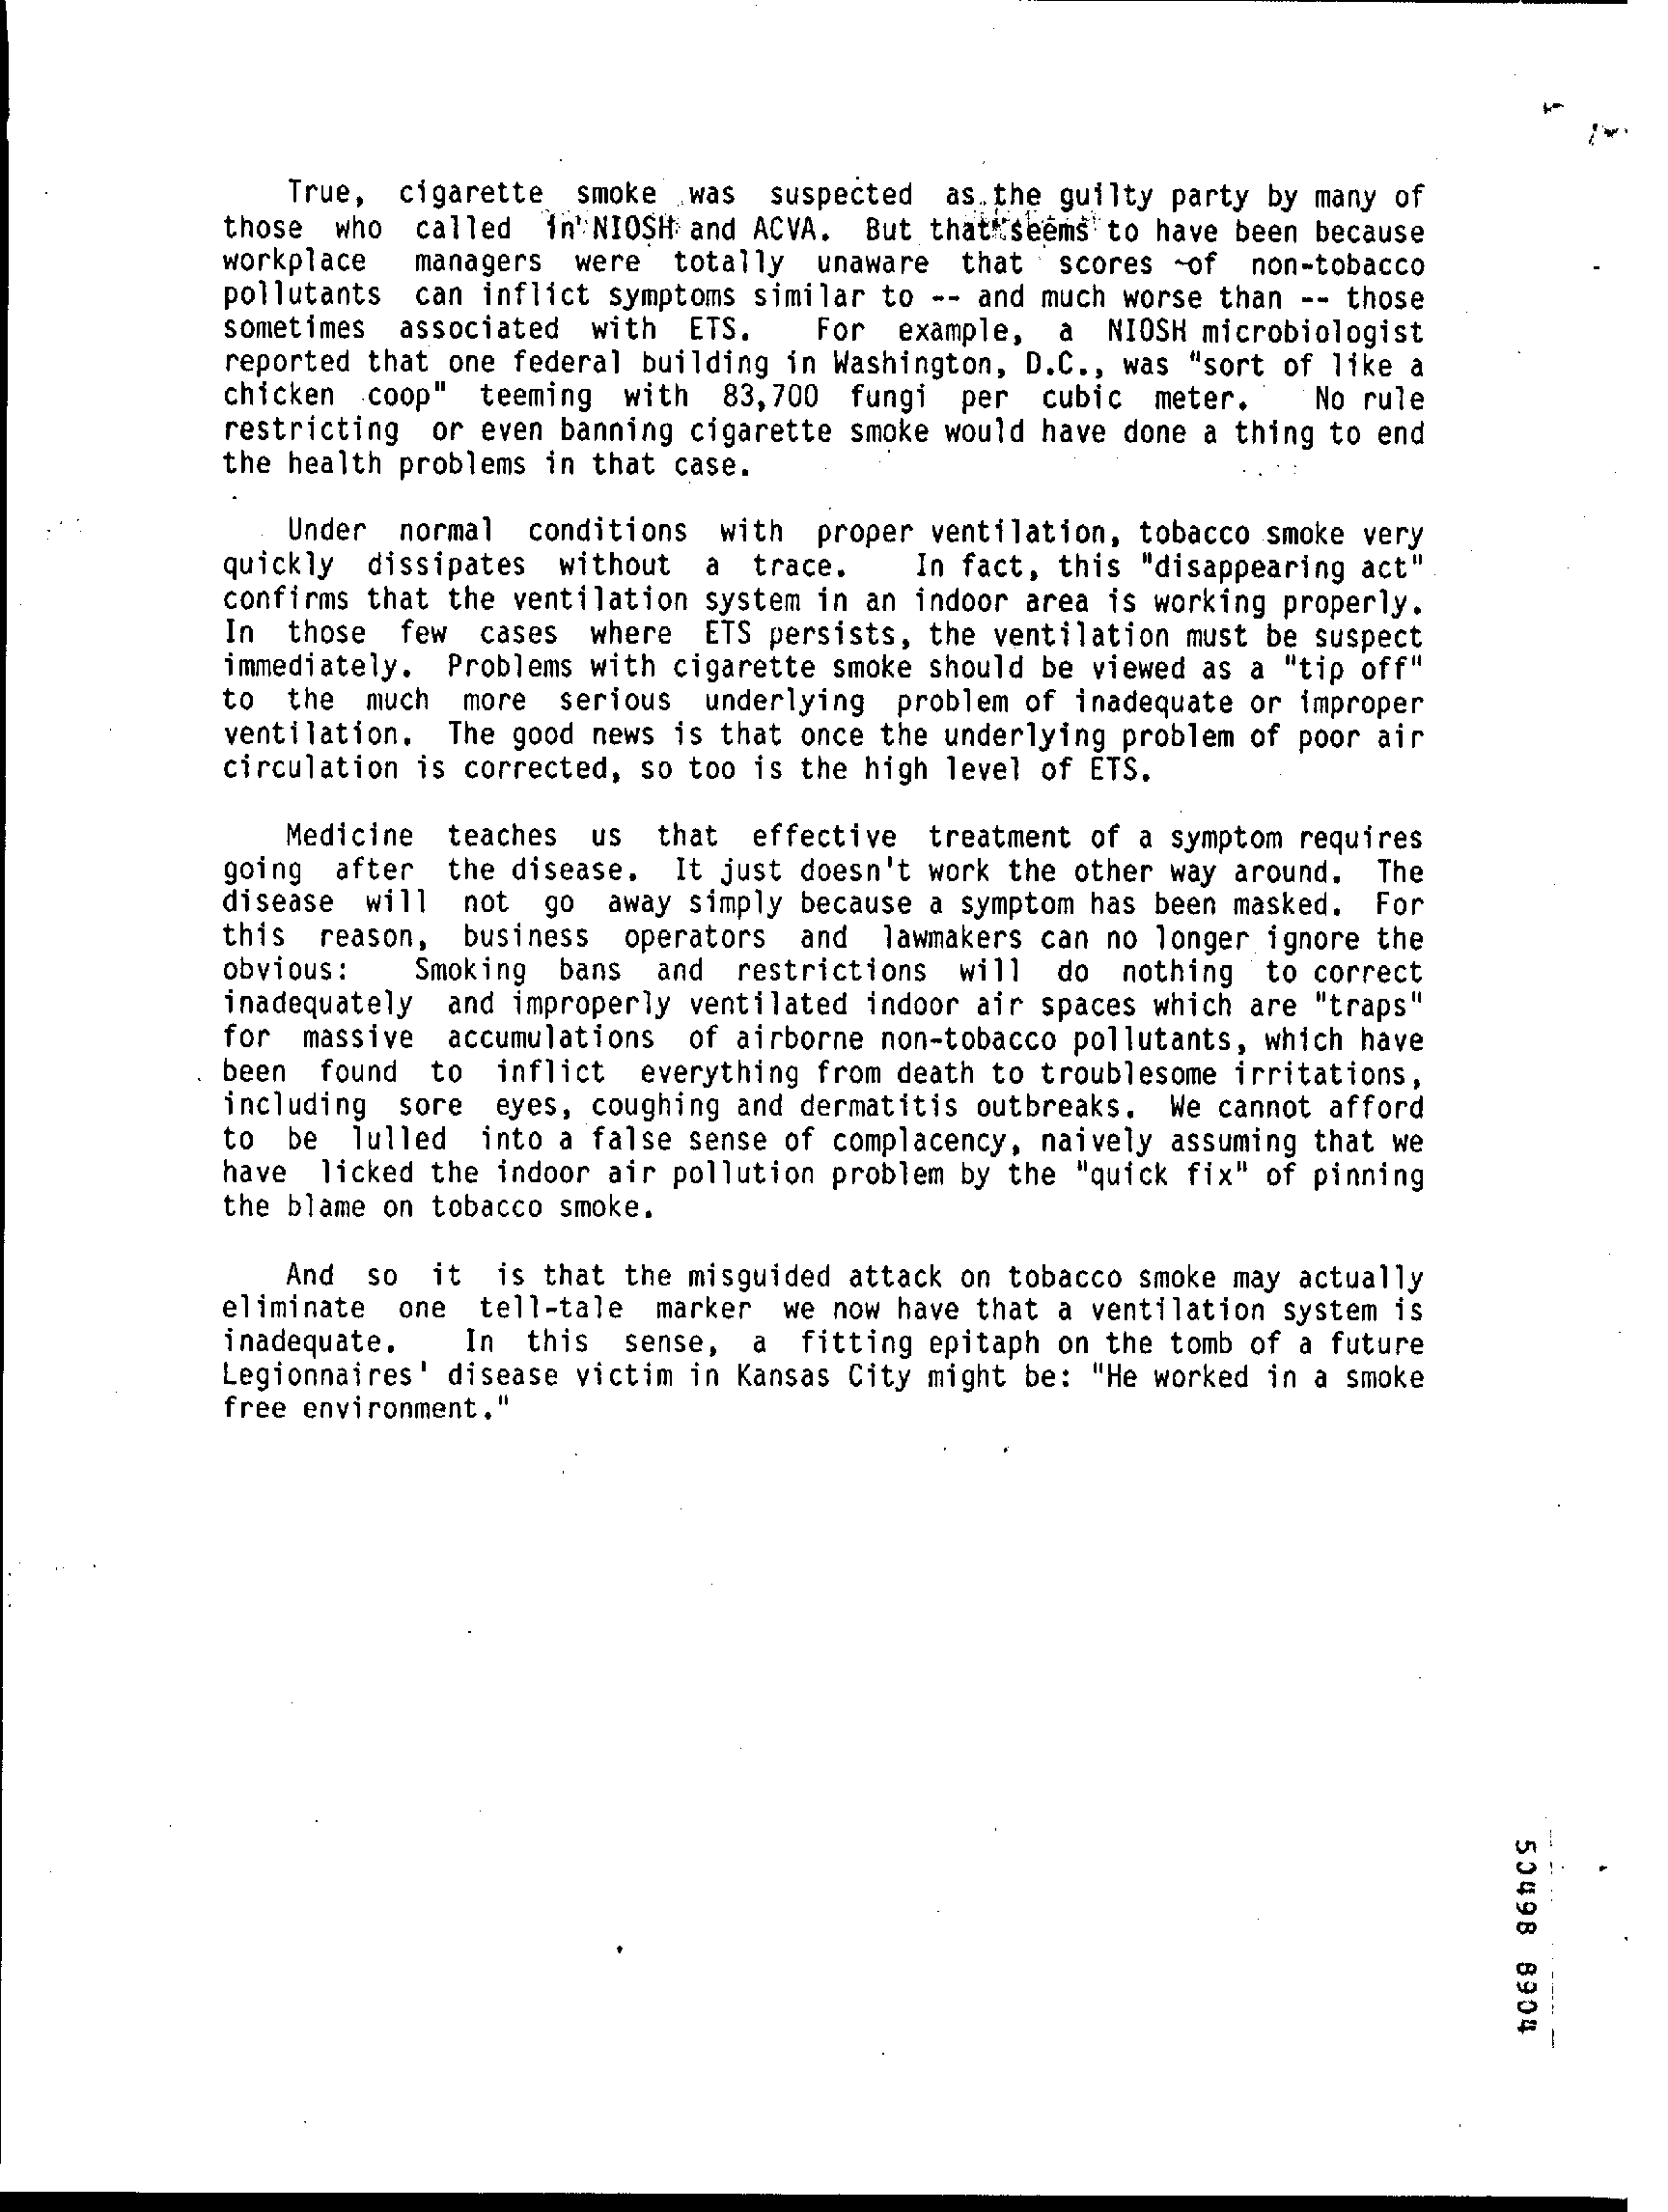 True, cigarette smoke was suspected as the guilty party by many of
those who called in NIOSH and ACVA. But that seems to have been because
workplace managers were totally unaware that scores of non-tobacco
pollutants can inflict symptoms similar to -- and much worse than -- those
sometimes associated with ETS. For example, a NIOSH microbiologist
reported that one federal building in Washington, D.C., was "sort of like a
chicken coop" teeming with 83,700 fungi per cubic meter. No rule
restricting or even banning cigarette smoke would have done a thing to end
the health problems in that case.
Under normal conditions with proper ventilation, tobacco smoke very
quickly dissipates without a trace. In fact, this "disappearing act"
confirms that the ventilation system in an indoor area is working properly.
In those few cases where ETS persists, the ventilation must be suspect
immediately. Problems with cigarette smoke should be viewed as a "tip off"
to the much more serious underlying problem of inadequate or improper
ventilation. The good news is that once the underlying problem of poor air
circulation is corrected, so too is the high level of ETS.
Medicine teaches us that effective treatment of a symptom requires
going after the disease. It just doesn't work the other way around. The
disease will not go away simply because a symptom has been masked. For
this reason, business operators and lawmakers can no longer ignore the
obvious: Smoking bans and restrictions will do nothing to correct
inadequately and improperly ventilated indoor air spaces which are "traps"
for massive accumulations of airborne non-tobacco pollutants, which have
been found to inflict everything from death to troublesome irritations,
including sore eyes, coughing and dermatitis outbreaks. We cannot afford
to be lulled into a false sense of complacency, naively assuming that we
have licked the indoor air pollution problem by the "quick fix" of pinning
the blame on tobacco smoke.
And so it is that the misguided attack on tobacco smoke may actually
eliminate one tell-tale marker we now have that a ventilation system is
inadequate. In this sense, a fitting epitaph on the tomb of a future
Legionnaires' disease victim in Kansas City might be: "He worked in a smoke
free environment."
50498 8904